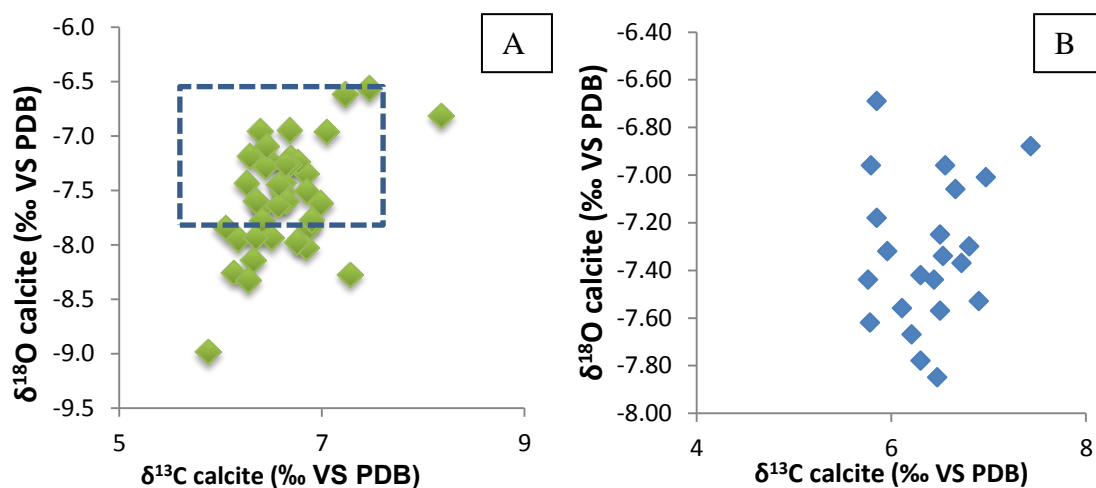 A
δ¹⁸O calcite (‰ VS PDB)
-6.0
-6.5
-7.0
-7.5
-8.0
-8.5
-9.0
-9.5
5 7 9
δ¹³C calcite (‰ VS PDB)
B
δ¹⁸O calcite (‰ VS PDB)
-6.40
-6.60
-6.80
-7.00
-7.20
-7.40
-7.60
-7.80
-8.00
4 6 8
δ¹³C calcite (‰ VS PDB)